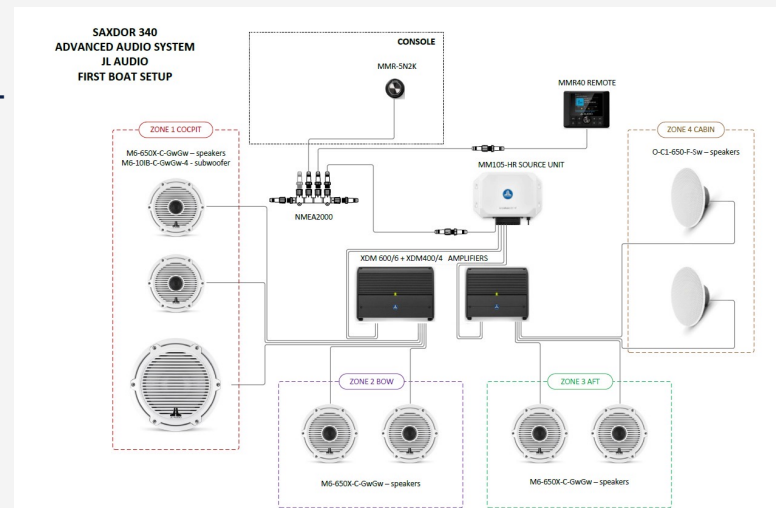 SAXDOR 340
ADVANCED AUDIO SYSTEM
JL AUDIO
FIRST BOAT SETUP
CONSOLE
MMR-5N2K
MMR40 REMOTE
ZONE 1 COCPIT
M6-650X-C-GwGw – speakers
M6-10IB-C-GwGw-4 - subwoofer
ZONE 4 CABIN
O-C1-650-F-Sw – speakers
MM105-HR SOURCE UNIT
NMEA2000
XDM 600/6 + XDM400/4 AMPLIFIERS
ZONE 2 BOW
ZONE 3 AFT
M6-650X-C-GwGw – speakers
M6-650X-C-GwGw – speakers